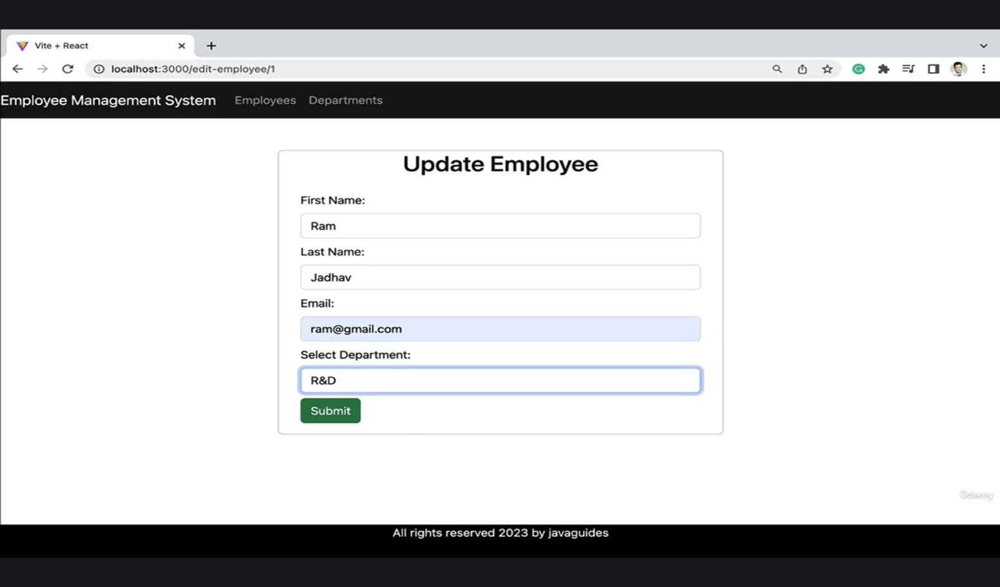 Vite + React
localhost:3000/edit-employee/1
Employee Management System Employees Departments
Update Employee
First Name:
Ram
Last Name:
Jadhav
Email:
ram@gmail.com
Select Department:
R&D
Submit
ûdemy
All rights reserved 2023 by javaguides